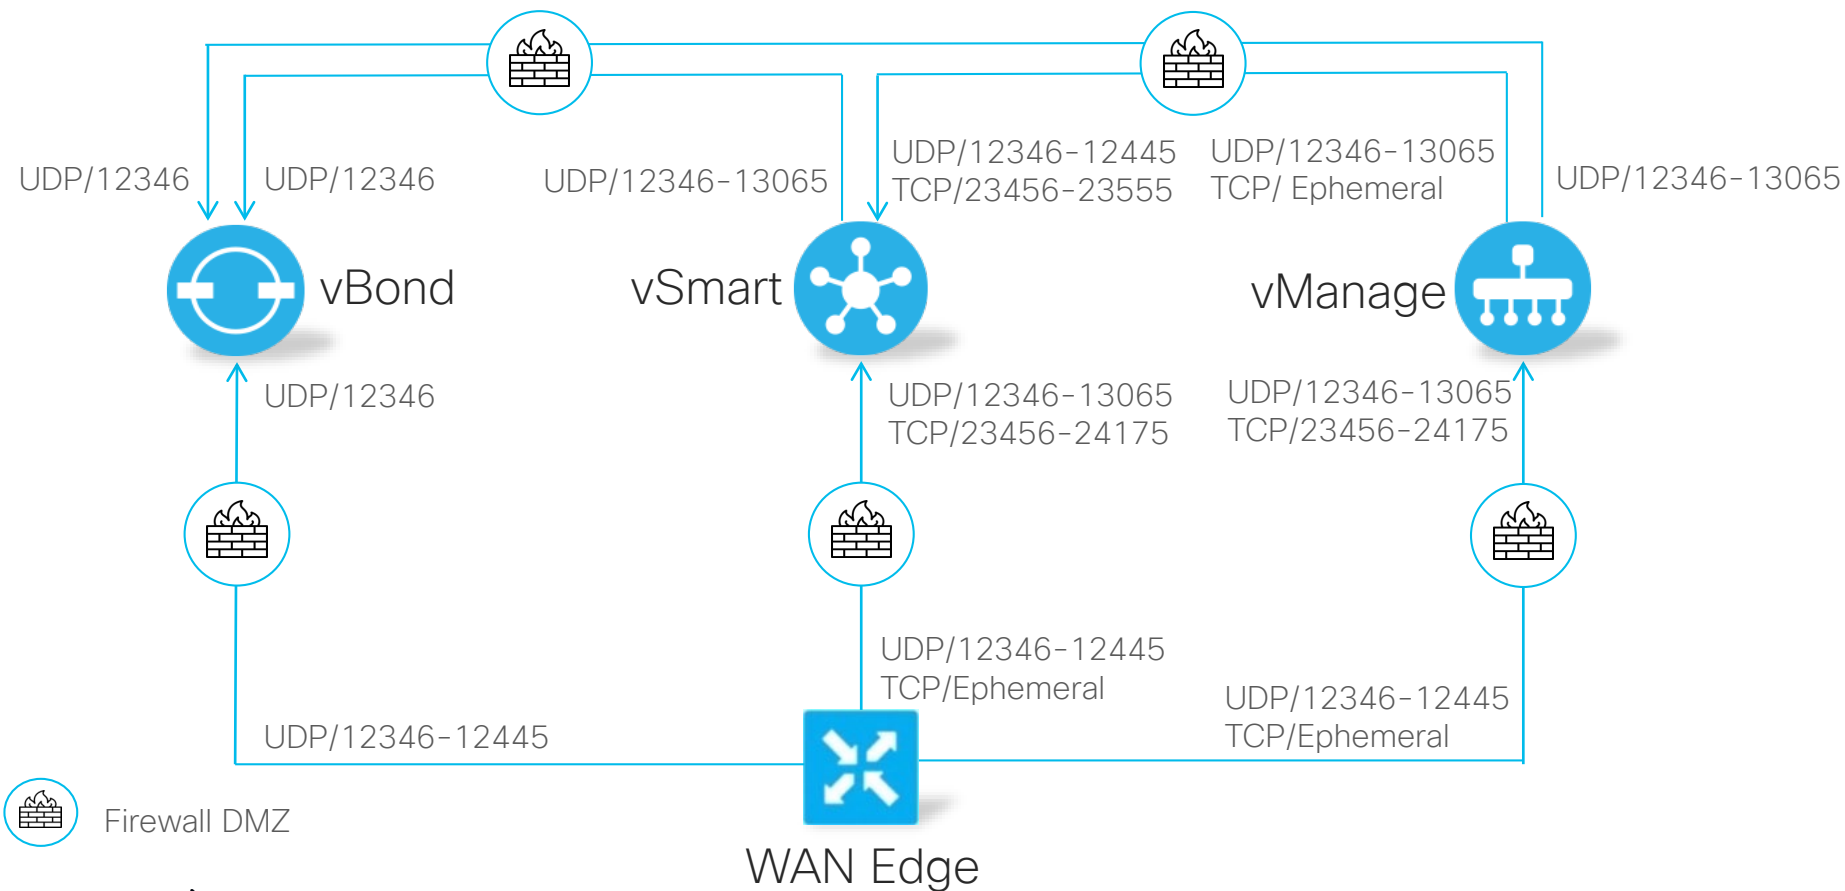 UDP/12346
UDP/12346
UDP/12346-13065
UDP/12346-12445
TCP/23456-23555
UDP/12346-13065
TCP/ Ephemeral
UDP/12346-13065
vBond
vSmart
vManage
UDP/12346
UDP/12346-13065
TCP/23456-24175
UDP/12346-13065
TCP/23456-24175
UDP/12346-12445
UDP/12346-12445
TCP/Ephemeral
UDP/12346-12445
TCP/Ephemeral
Firewall DMZ
WAN Edge